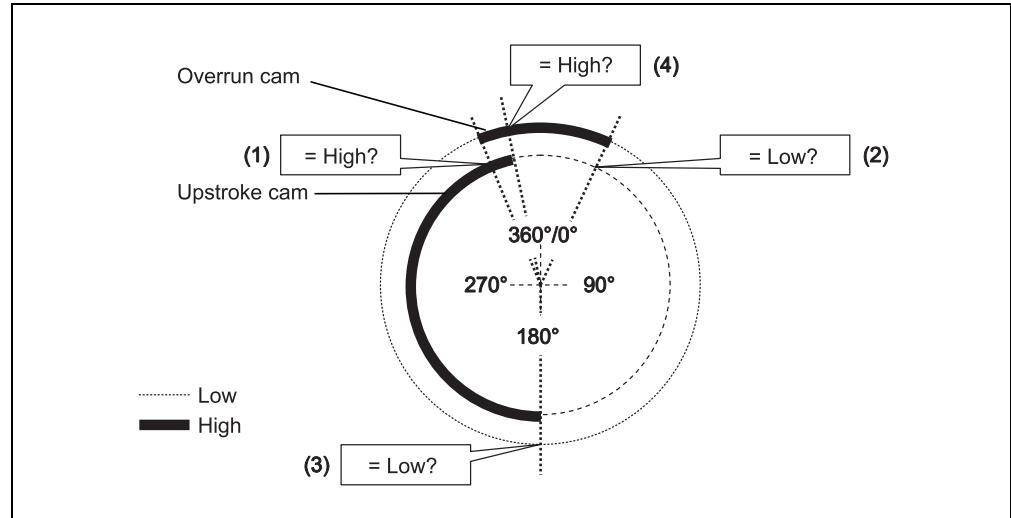 = High? (4)
Overrun cam
(1) = High?
= Low? (2)
Upstroke cam
360°/0°
270° 90°
180°
Low
High
(3) = Low?